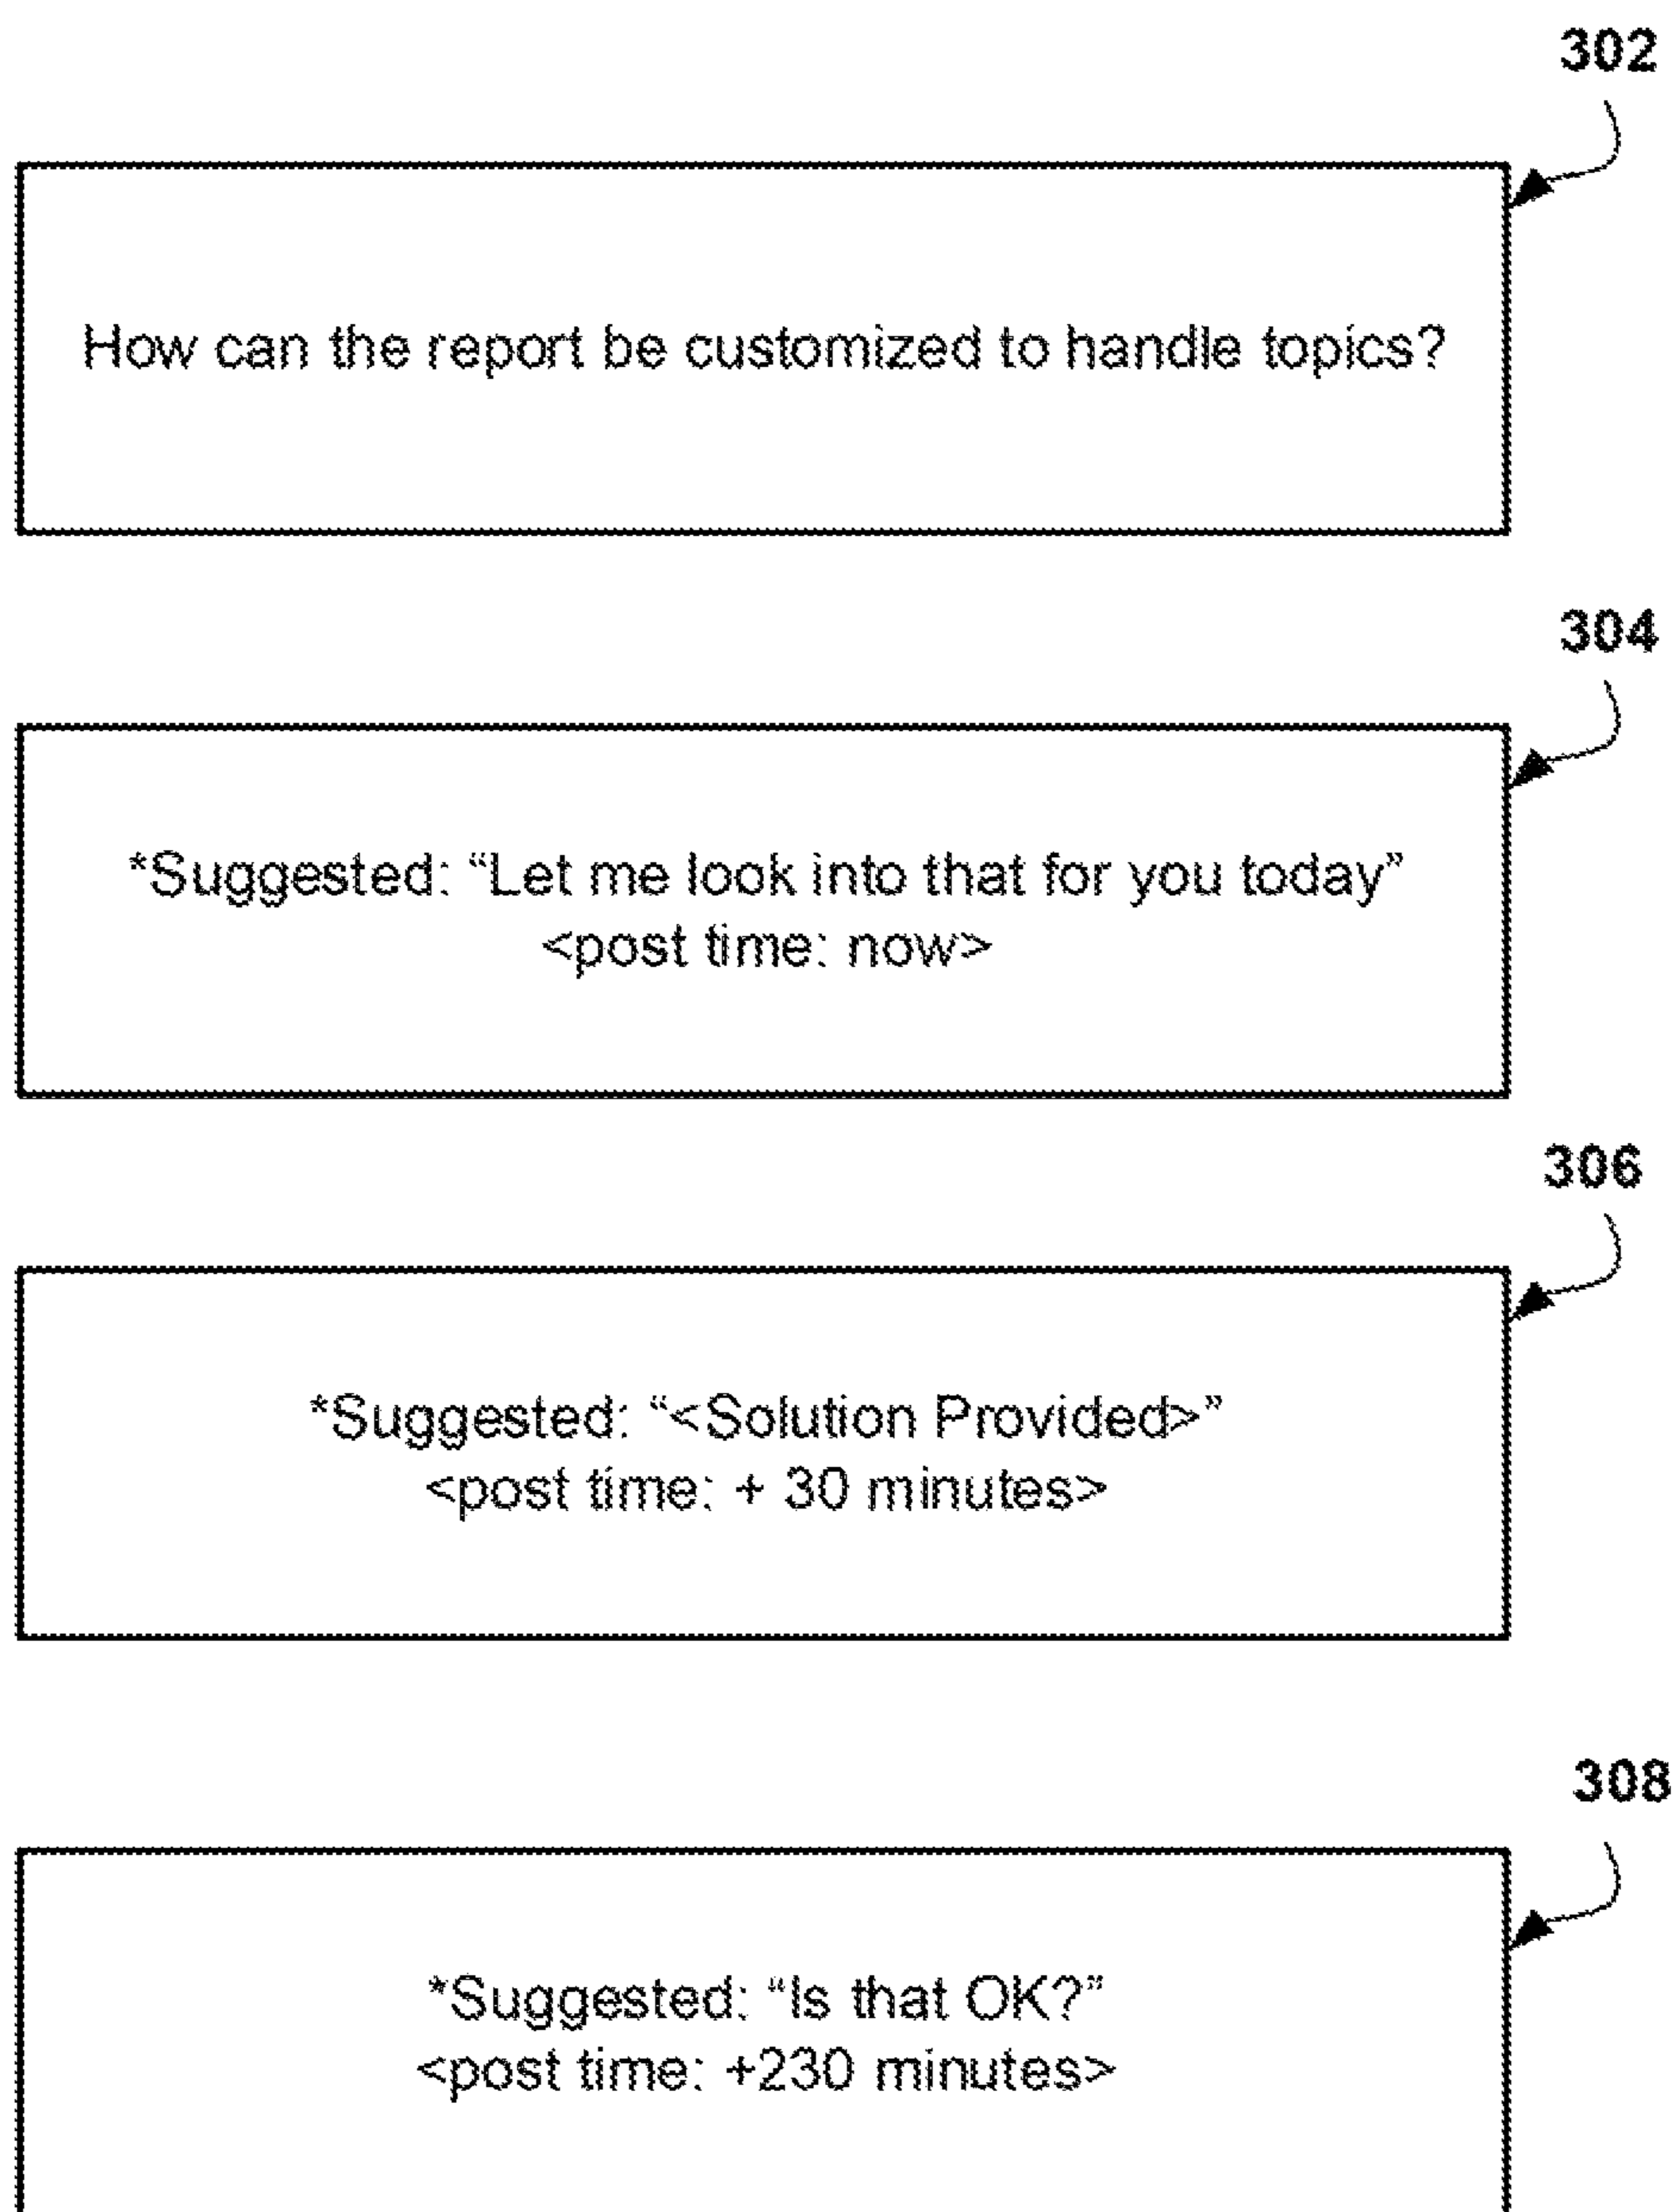 302
How can the report be customized to handle topics?
304
*Suggested: “Let me look into that for you today”
<post time: now>
306
*Suggested: “<Solution Provided>”
<post time: + 30 minutes>
308
*Suggested: “Is that OK?”
<post time: +230 minutes>